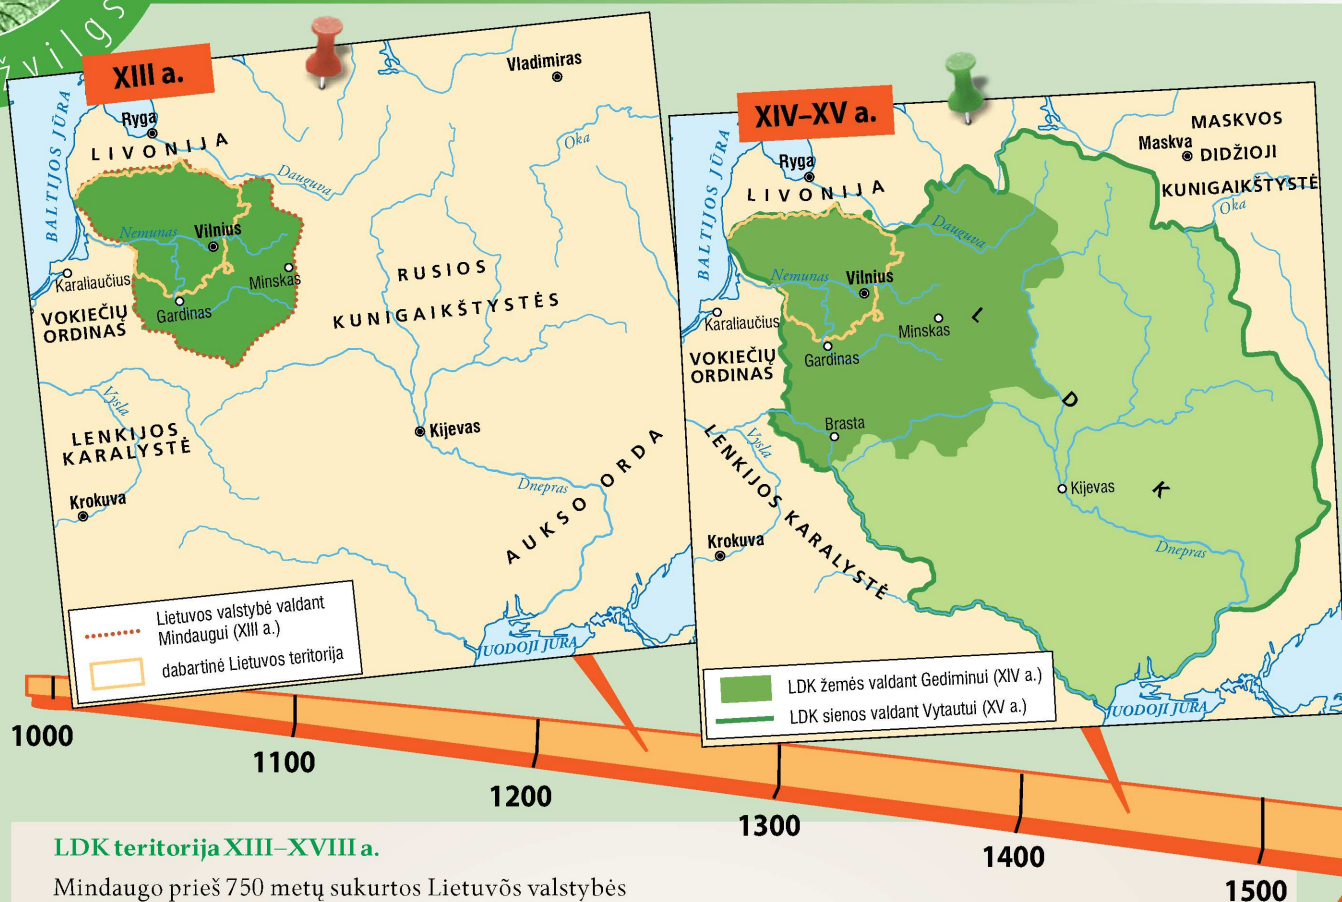 žvilgs
XIII a.
Vladimiras
BALTIJOS JŪRA
Ryga
LIVONIJA
Oka
Dauguva
Nemunas
Vilnius
Karaliaučius
Minskas
Gardinas
VOKIEČIŲ
ORDINAS
RUSIOS
KUNIGAIKŠTYSTĖS
Vysla
LENKIJOS
KARALYSTĖ
Kijevas
Krokuva
Dnepras
AUKSO ORDA
JUODOJI JŪRA
Lietuvos valstybė valdant
Mindaugui (XIII a.)
dabartinė Lietuvos teritorija
XIV–XV a.
MASKVOS
Maskva
DIDŽIOJI
KUNIGAIKŠTYSTĖ
Oka
BALTIJOS JŪRA
Ryga
LIVONIJA
Dauguva
Nemunas
Vilnius
Karaliaučius
Minskas
Gardinas
VOKIEČIŲ
ORDINAS
L
D
K
Brasta
Vysla
LENKIJOS KARALYSTĖ
Kijevas
Krokuva
Dnepras
JUODOJI JŪRA
LDK žemės valdant Gediminui (XIV a.)
LDK sienos valdant Vytautui (XV a.)
1000
1100
1200
1300
1400
1500
LDK teritorija XIII–XVIII a.
Mindaugo prieš 750 metų sukurtos Lietuvõs valstybės